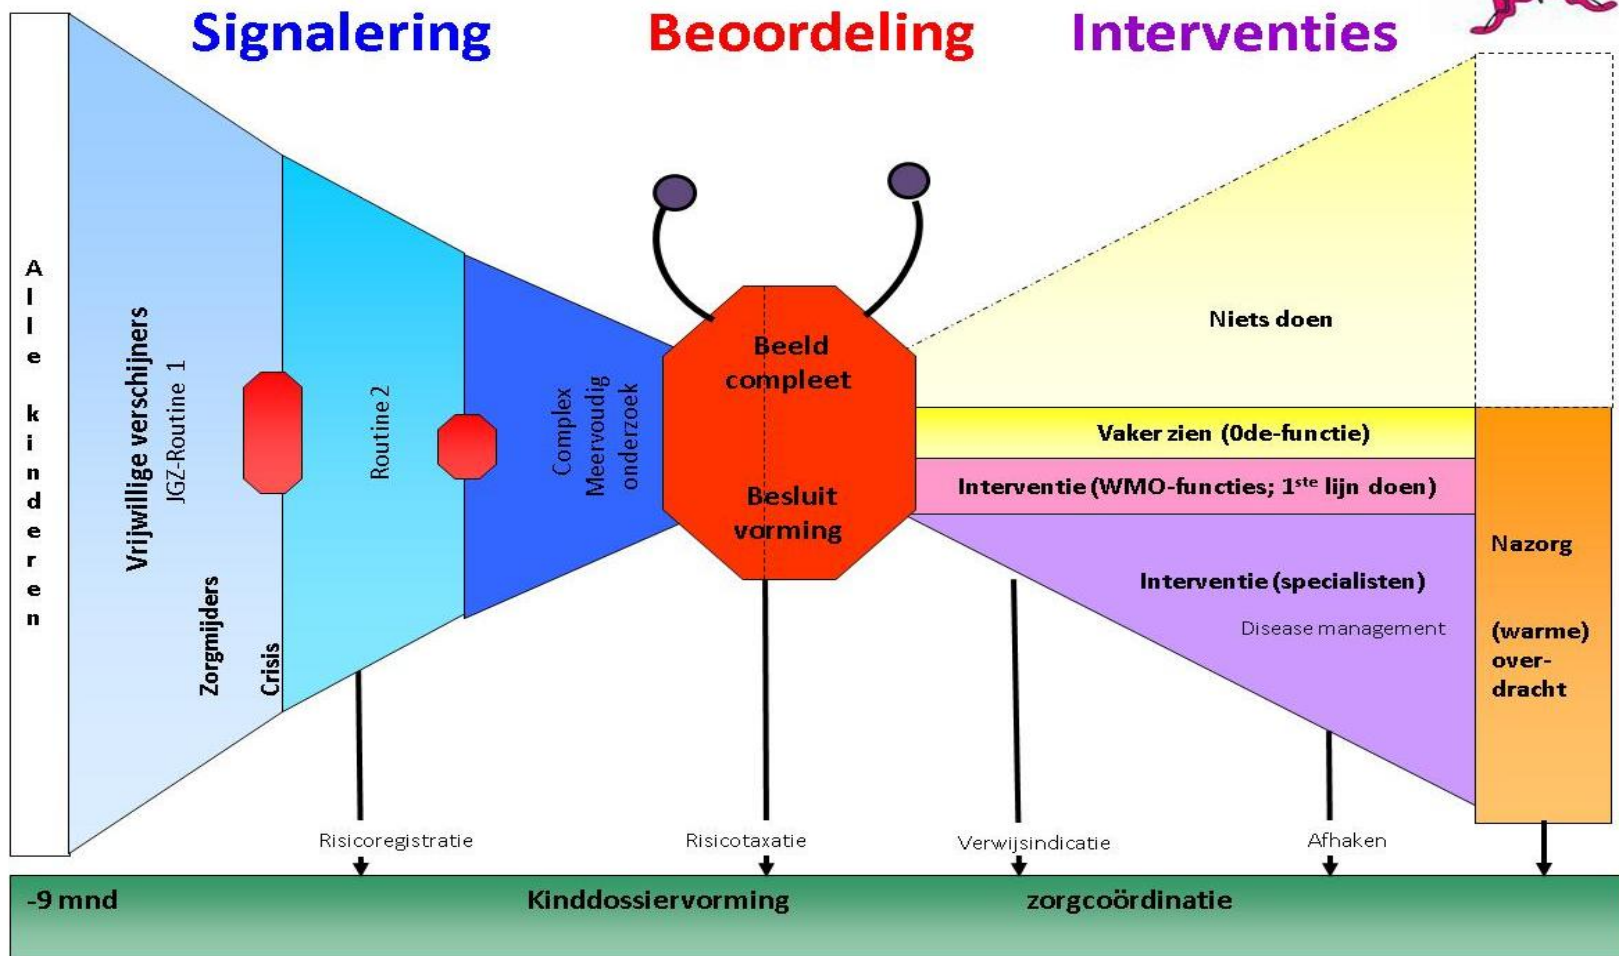 Signalering
Beoordeling
Interventies
Alle kinderen
Vrijwillige verschijners
JGZ-Routine 1
Zorgmijders
Crisis
Routine 2
Complex
Meervoudig
onderzoek
Beeld
compleet
Besluit
vorming
Niets doen
Vaker zien (0de-functie)
Interventie (WMO-functies; 1ste lijn doen)
Interventie (specialisten)
Disease management
Nazorg
(warme)
over-
dracht
Risicoregistratie
Risicotaxatie
Verwijsindicatie
Afhaken
-9 mnd
Kinddossiervorming
zorgcoördinatie